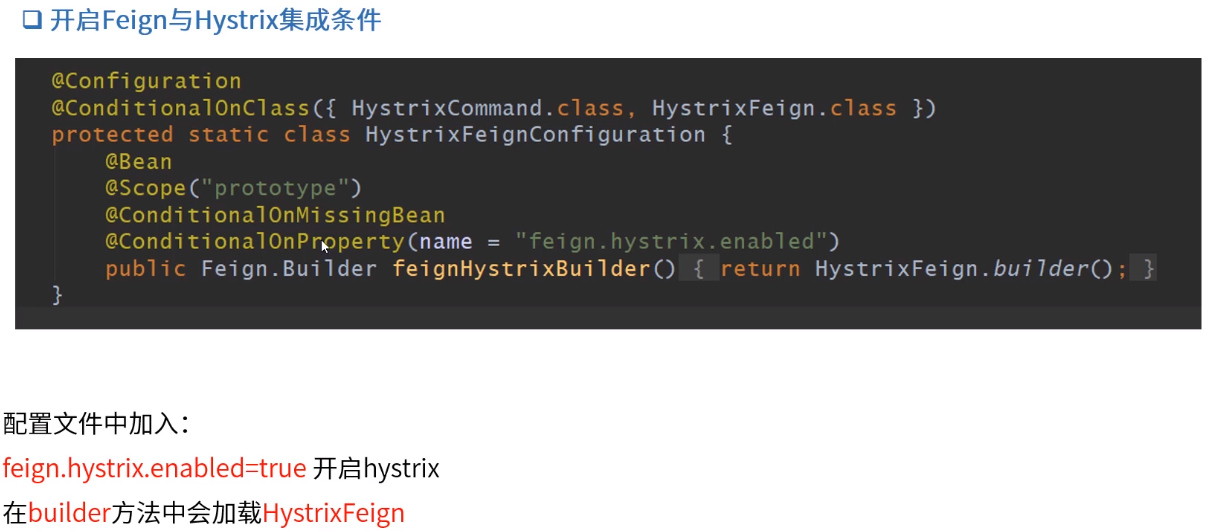 ❑ 开启Feign与Hystrix集成条件
@Configuration
@ConditionalOnClass({ HystrixCommand.class, HystrixFeign.class })
protected static class HystrixFeignConfiguration {
@Bean
@Scope("prototype")
@ConditionalOnMissingBean
@ConditionalOnProperty(name = "feign.hystrix.enabled")
public Feign.Builder feignHystrixBuilder() { return HystrixFeign.builder(); }
}
配置文件中加入：
feign.hystrix.enabled=true 开启hystrix
在builder方法中会加载HystrixFeign